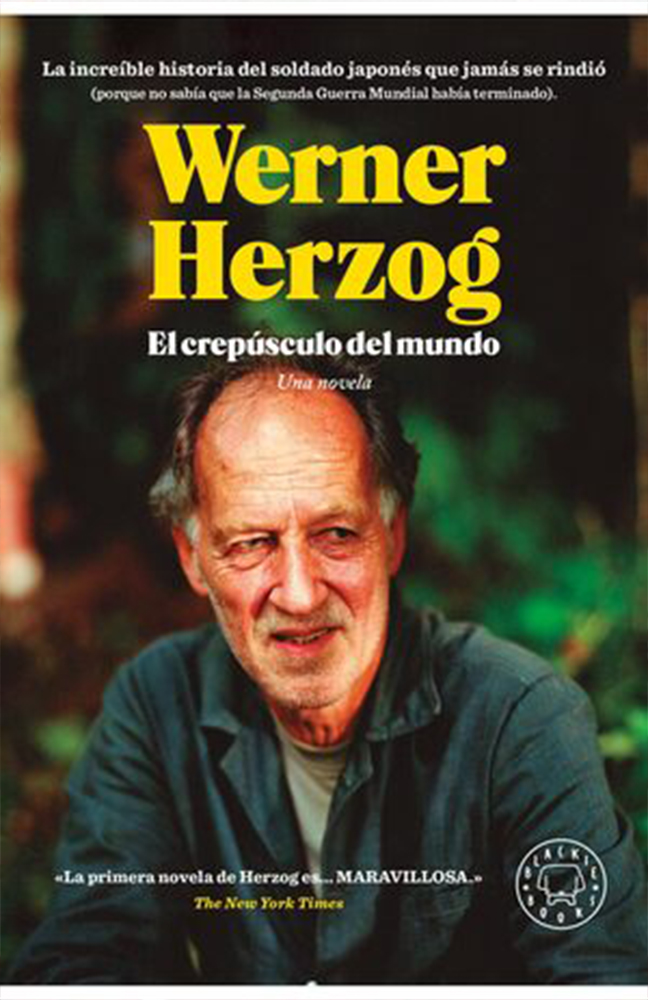 La increíble historia del soldado japonés que jamás se rindió
(porque no sabía que la Segunda Guerra Mundial había terminado).
Werner
Herzog
El crepúsculo del mundo
Una novela
«La primera novela de Herzog es... MARAVILLOSA.»
The New York Times
BLACKIE
BOOKS